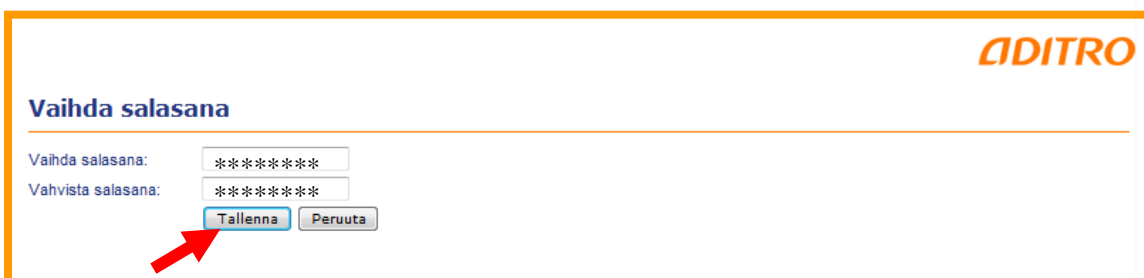 ADITRO
Vaihda salasana
Vaihda salasana: ********
Vahvista salasana: ********
Tallenna Peruuta